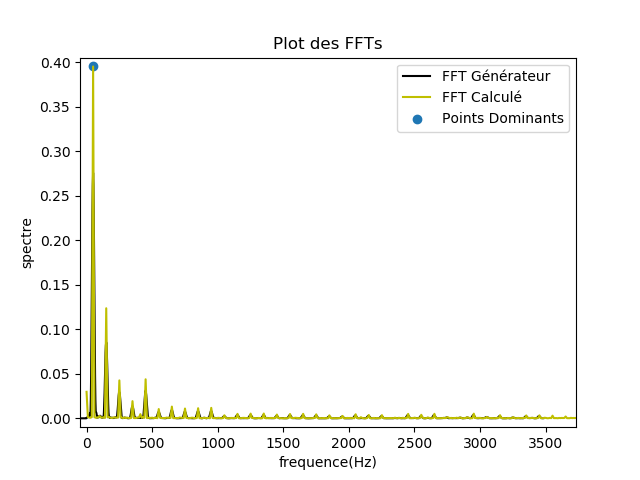 Plot des FFTs
FFT Générateur
FFT Calculé
Points Dominants
0.40
0.35
0.30
0.25
0.20
0.15
0.10
0.05
0.00
spectre
0 500 1000 1500 2000 2500 3000 3500
frequence(Hz)